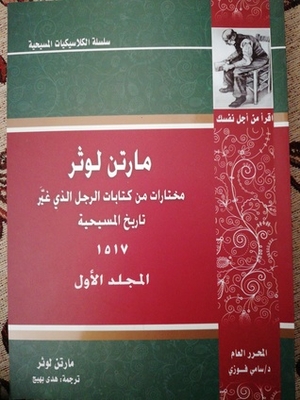 سلسلة الكلاسيكيات المسيحية
اقرأ من أجل نفسك
مارتن لوثر
مختارات من كتابات الرجل الذي غيَّر
تاريخ المسيحية
١٥١٧
المجلد الأول
المحرر العام
د/سامي فوزي
مارتن لوثر
ترجمة: هدى بهيج